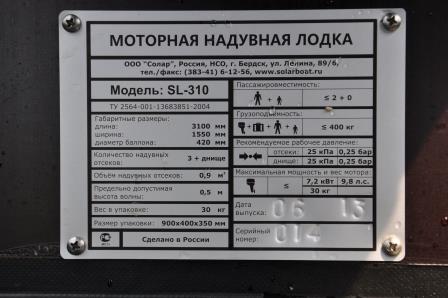 МОТОРНАЯ НАДУВНАЯ ЛОДКА
ООО "Солар", Россия, НСО, г. Бердск, ул. Ленина, 89/6,
тел./факс: (383-41) 6-12-56, www.solarboat.ru
Модель: SL-310
ТУ 2564-001-13683851-2004
Габаритные размеры:
длина: 3100 мм
ширина: 1550 мм
диаметр баллона: 420 мм
Количество надувных отсеков: 3 + днище
Объём надувных отсеков: 0,9 м³
Предельно допустимая высота волны: 0,5 м
Вес в упаковке: 30 кг
Размер упаковки: 900х400х350 мм
Сделано в России
Пассажировместимость:
+ ≤ 2 + 0
Грузоподъемность:
+ + + ≤ 400 кг
Рекомендуемое рабочее давление:
отсеки: 25 кПа 0,25 бар
днище: 25 кПа 0,25 бар
Максимальная мощность и вес мотора:
≤ 7,2 кВт 9,8 л.с.
30 кг
Дата выпуска: 06 13
Серийный номер: 014